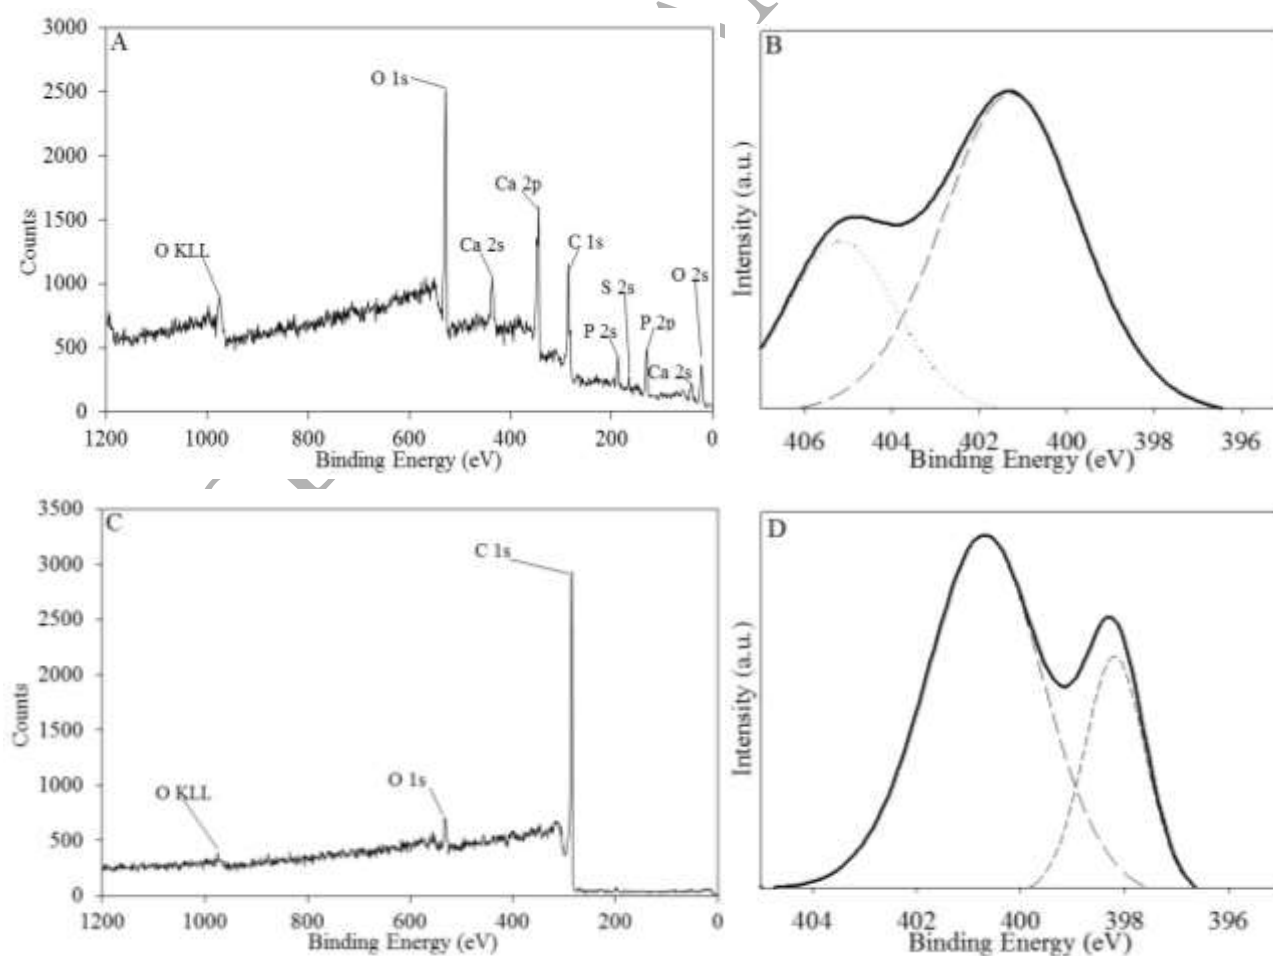 A
3000
2500
2000
1500
1000
500
0
Counts
O KLL
O 1s
Ca 2s
Ca 2p
C 1s
P 2s
S 2s
P 2p
Ca 2s
O 2s
1200 1000 800 600 400 200 0
Binding Energy (eV)
B
Intensity (a.u.)
406 404 402 400 398 396
Binding Energy (eV)
C
3500
3000
2500
2000
1500
1000
500
0
Counts
O KLL
O 1s
C 1s
1200 1000 800 600 400 200 0
Binding Energy (eV)
D
Intensity (a.u.)
404 402 400 398 396
Binding Energy (eV)